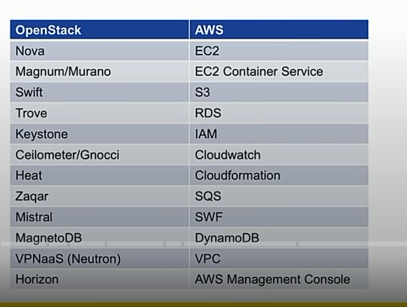 OpenStack AWS
Nova EC2
Magnum/Murano EC2 Container Service
Swift S3
Trove RDS
Keystone IAM
Ceilometer/Gnocci Cloudwatch
Heat Cloudformation
Zaqar SQS
Mistral SWF
MagnetoDB DynamoDB
VPNaaS (Neutron) VPC
Horizon AWS Management Console